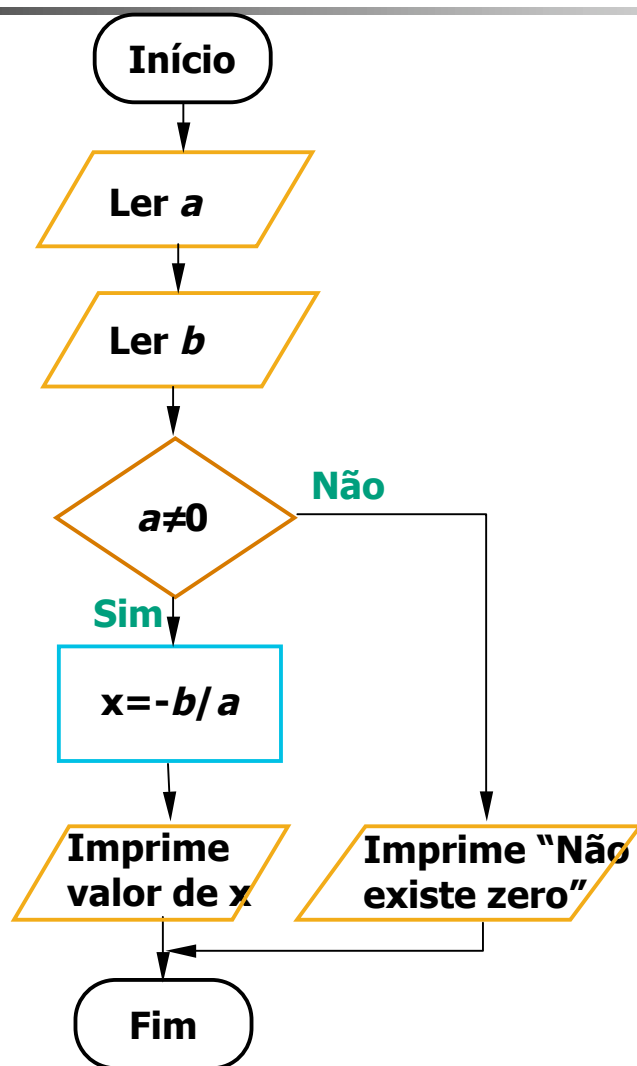 Início
Ler a
Ler b
a≠0
Não
Sim
x=-b/a
Imprime
valor de x
Imprime “Não
existe zero”
Fim